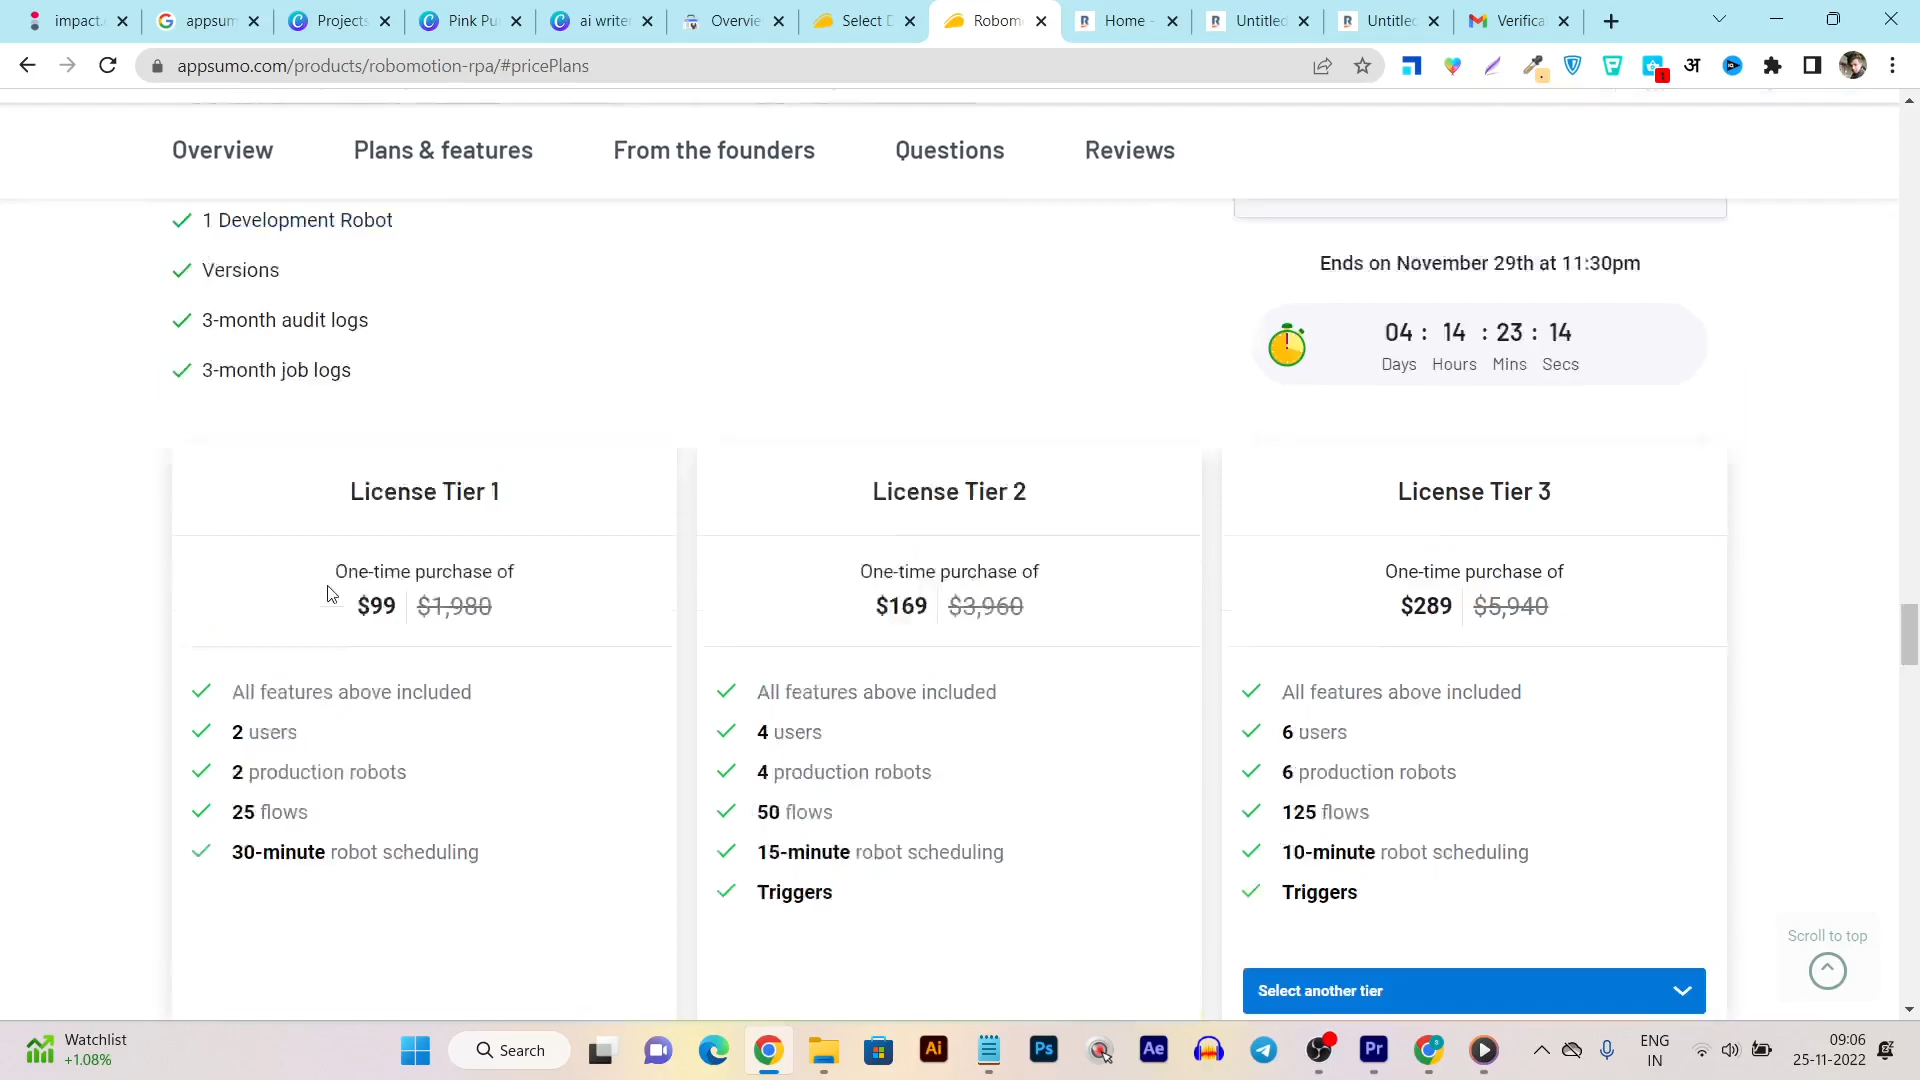 impact.
appsum
Projects
Pink Pu
ai write
Overvie
Select D
Robom
Home -
Untitled
Untitled
Verifica
appsumo.com/products/robomotion-rpa/#pricePlans
1
अ
Overview
Plans & features
From the founders
Questions
Reviews
1 Development Robot
Versions
3-month audit logs
3-month job logs
Ends on November 29th at 11:30pm
04 : 14 : 23 : 14
Days Hours Mins Secs
License Tier 1
One-time purchase of
$99 $1,980
All features above included
2 users
2 production robots
25 flows
30-minute robot scheduling
License Tier 2
One-time purchase of
$169 $3,960
All features above included
4 users
4 production robots
50 flows
15-minute robot scheduling
Triggers
License Tier 3
One-time purchase of
$289 $5,940
All features above included
6 users
6 production robots
125 flows
10-minute robot scheduling
Triggers
Select another tier
Scroll to top
Watchlist
+1.08%
Search
Ai
Ps
Ae
Pr
ENG
IN
09:06
25-11-2022